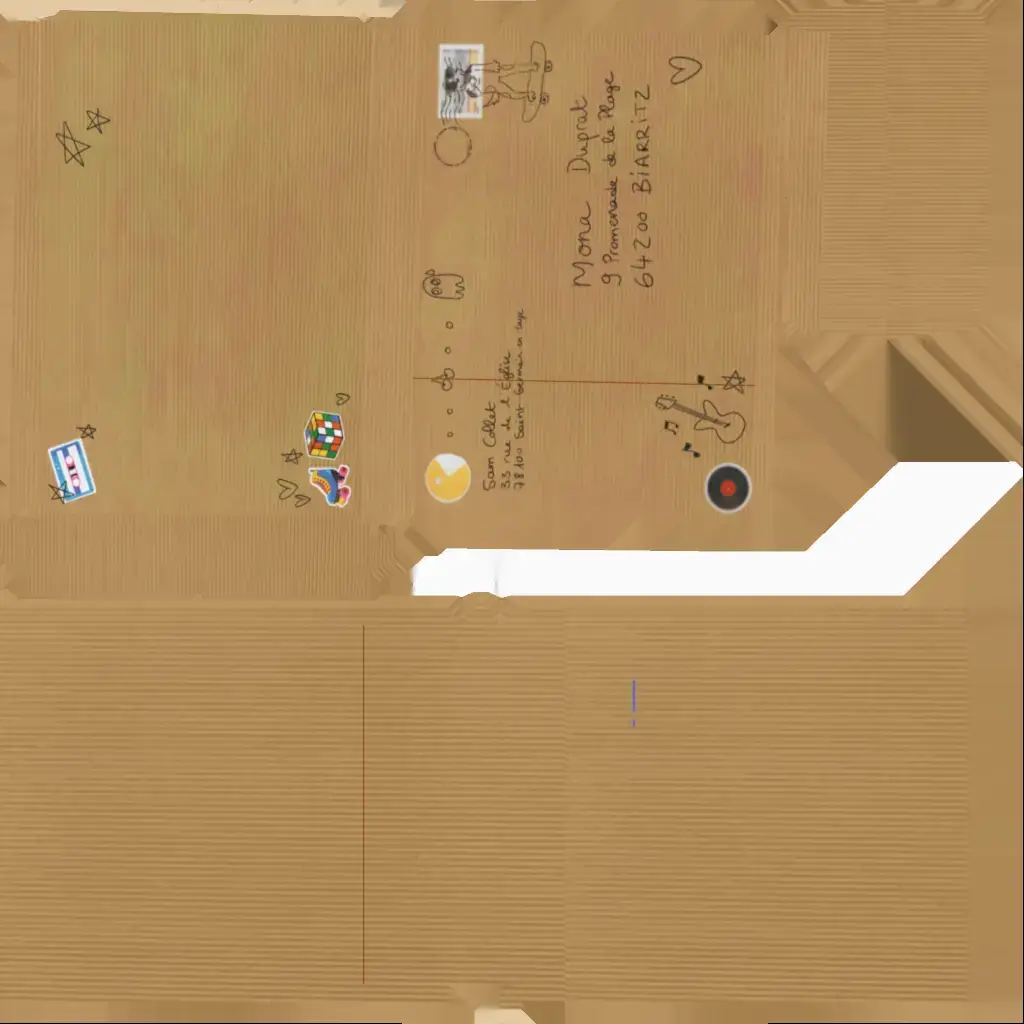 Mona Duprat
9 Promenade de la Plage
64200 BiARRiTZ
Sam Collet
33 rue de l'Église
78100 Saint Germain en Laye